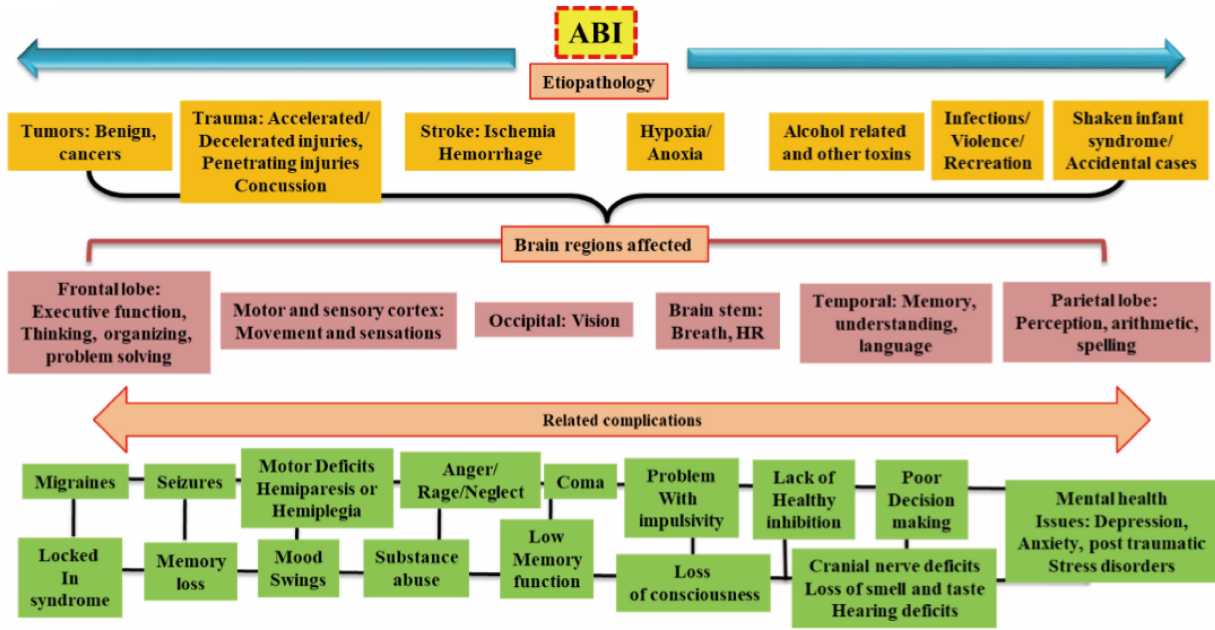 ABI
Etiopathology
Tumors: Benign,
cancers
Trauma: Accelerated/
Decelerated injuries,
Penetrating injuries
Concussion
Stroke: Ischemia
Hemorrhage
Hypoxia/
Anoxia
Alcohol related
and other toxins
Infections/
Violence/
Recreation
Shaken infant
syndrome/
Accidental cases
Brain regions affected
Frontal lobe:
Executive function,
Thinking, organizing,
problem solving
Motor and sensory cortex:
Movement and sensations
Occipital: Vision
Brain stem:
Breath, HR
Temporal: Memory,
understanding,
language
Parietal lobe:
Perception, arithmetic,
spelling
Related complications
Migraines
Seizures
Motor Deficits
Hemiparesis or
Hemiplegia
Anger/
Rage/Neglect
Coma
Problem
With
impulsivity
Lack of
Healthy
inhibition
Poor
Decision
making
Mental health
Issues: Depression,
Anxiety, post traumatic
Stress disorders
Locked
In
syndrome
Memory
loss
Mood
Swings
Substance
abuse
Low
Memory
function
Loss
of consciousness
Cranial nerve deficits
Loss of smell and taste
Hearing deficits